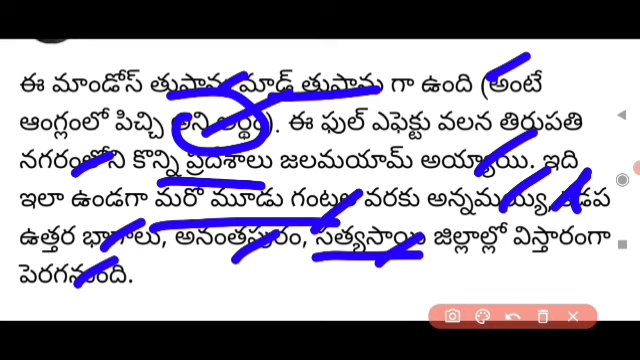 ఈ మాండోస్ తుపాను మాడ్ తుపాను గా ఉంది (అంటే
ఆంగ్లంలో పిచ్చి అని అర్థం). ఈ ఫుల్ ఎఫెక్టు వలన తిరుపతి
నగరంలోని కొన్ని ప్రదేశాలు జలమయామ్ అయ్యాయి. ఇది
ఇలా ఉండగా మరో మూడు గంటల వరకు అన్నమయ్య, కడప
ఉత్తర భాగాలు, అనంతపురం, సత్యసాయి జిల్లాల్లో విస్తారంగా
పెరగనుంది.